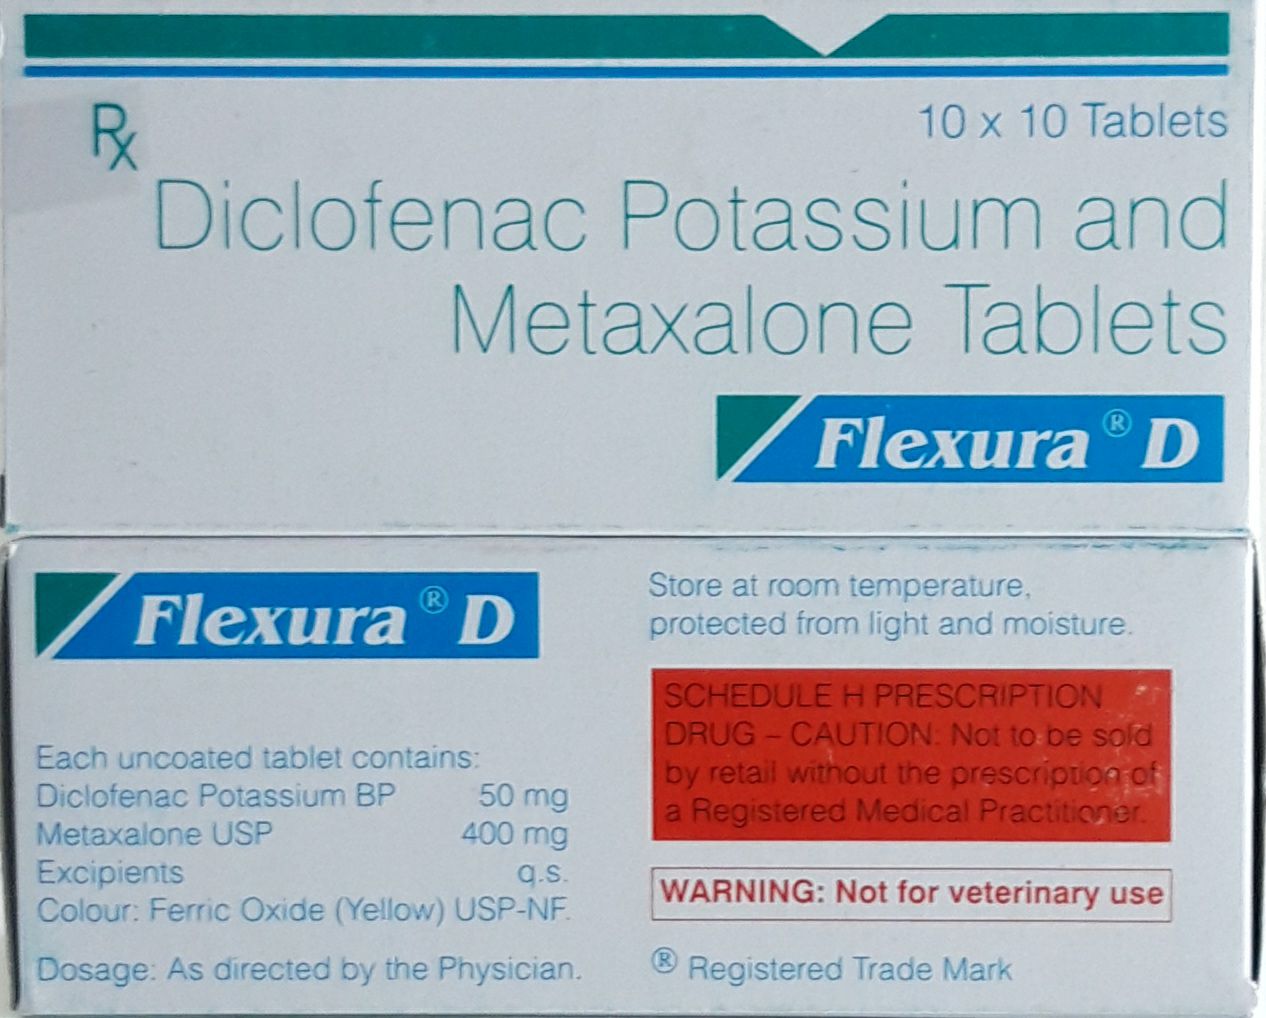 Rx
10 x 10 Tablets
Diclofenac Potassium and
Metaxalone Tablets
Flexura ® D
Flexura ® D
Each uncoated tablet contains:
Diclofenac Potassium BP 50 mg
Metaxalone USP 400 mg
Excipients q.s.
Colour: Ferric Oxide (Yellow) USP-NF.
Dosage: As directed by the Physician.
Store at room temperature,
protected from light and moisture.
SCHEDULE H PRESCRIPTION
DRUG – CAUTION: Not to be sold
by retail without the prescription of
a Registered Medical Practitioner.
WARNING: Not for veterinary use
® Registered Trade Mark